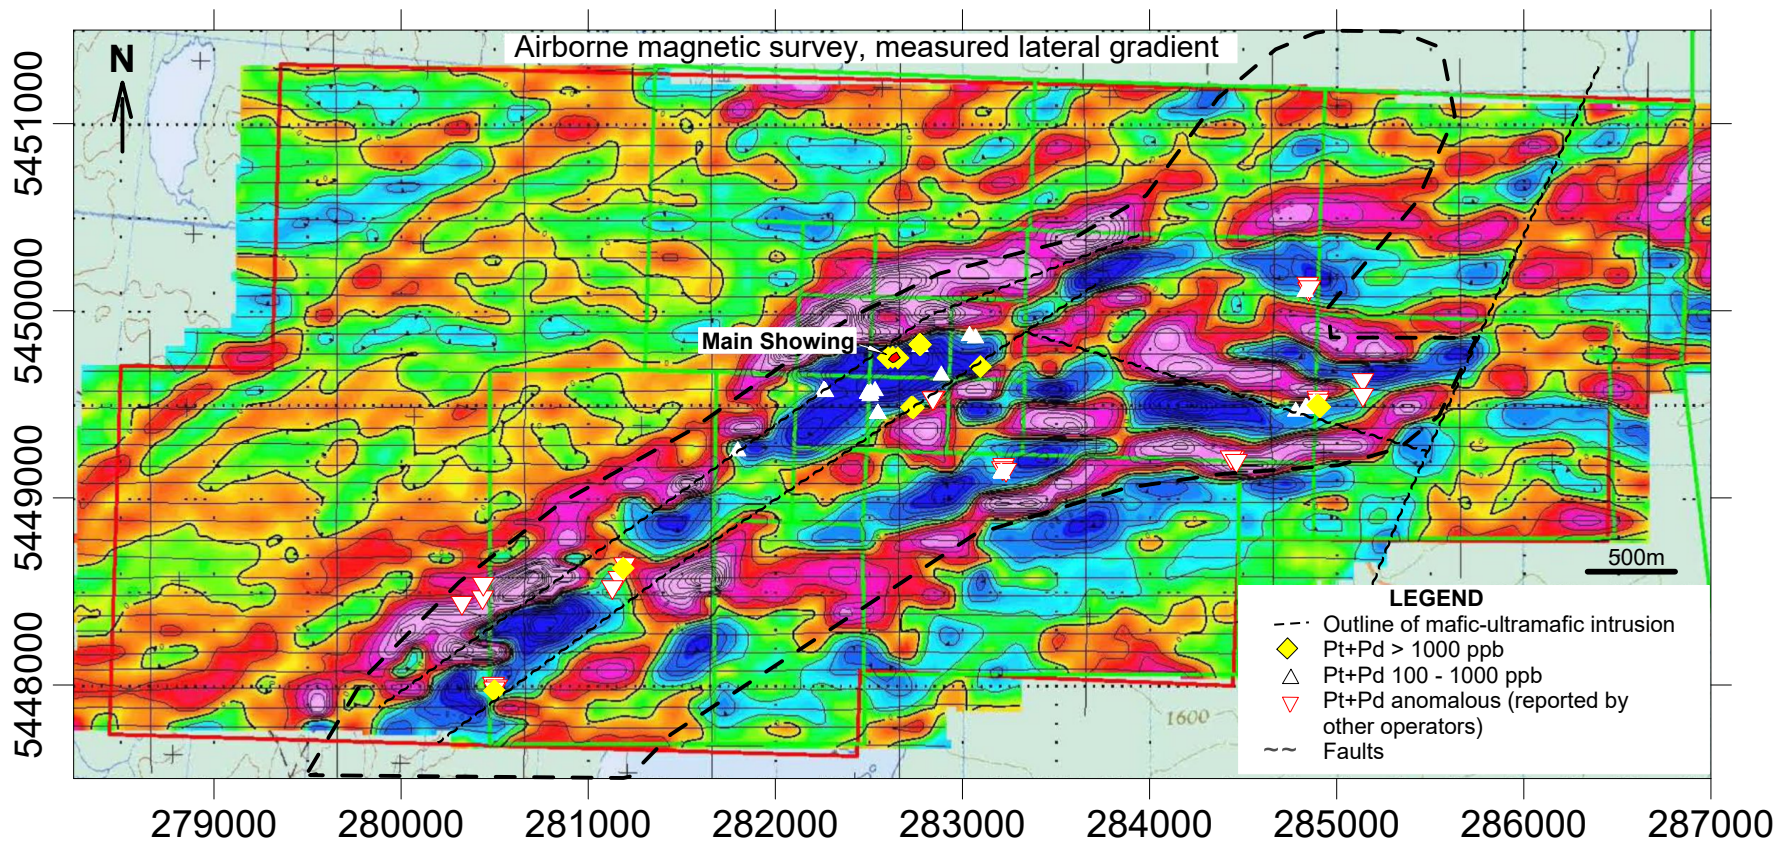 Airborne magnetic survey, measured lateral gradient
N
5451000
5450000
5449000
5448000
Main Showing
500m
1600
LEGEND
Outline of mafic-ultramafic intrusion
Pt+Pd > 1000 ppb
Pt+Pd 100 - 1000 ppb
Pt+Pd anomalous (reported by
other operators)
~~ Faults
279000 280000 281000 282000 283000 284000 285000 286000 287000